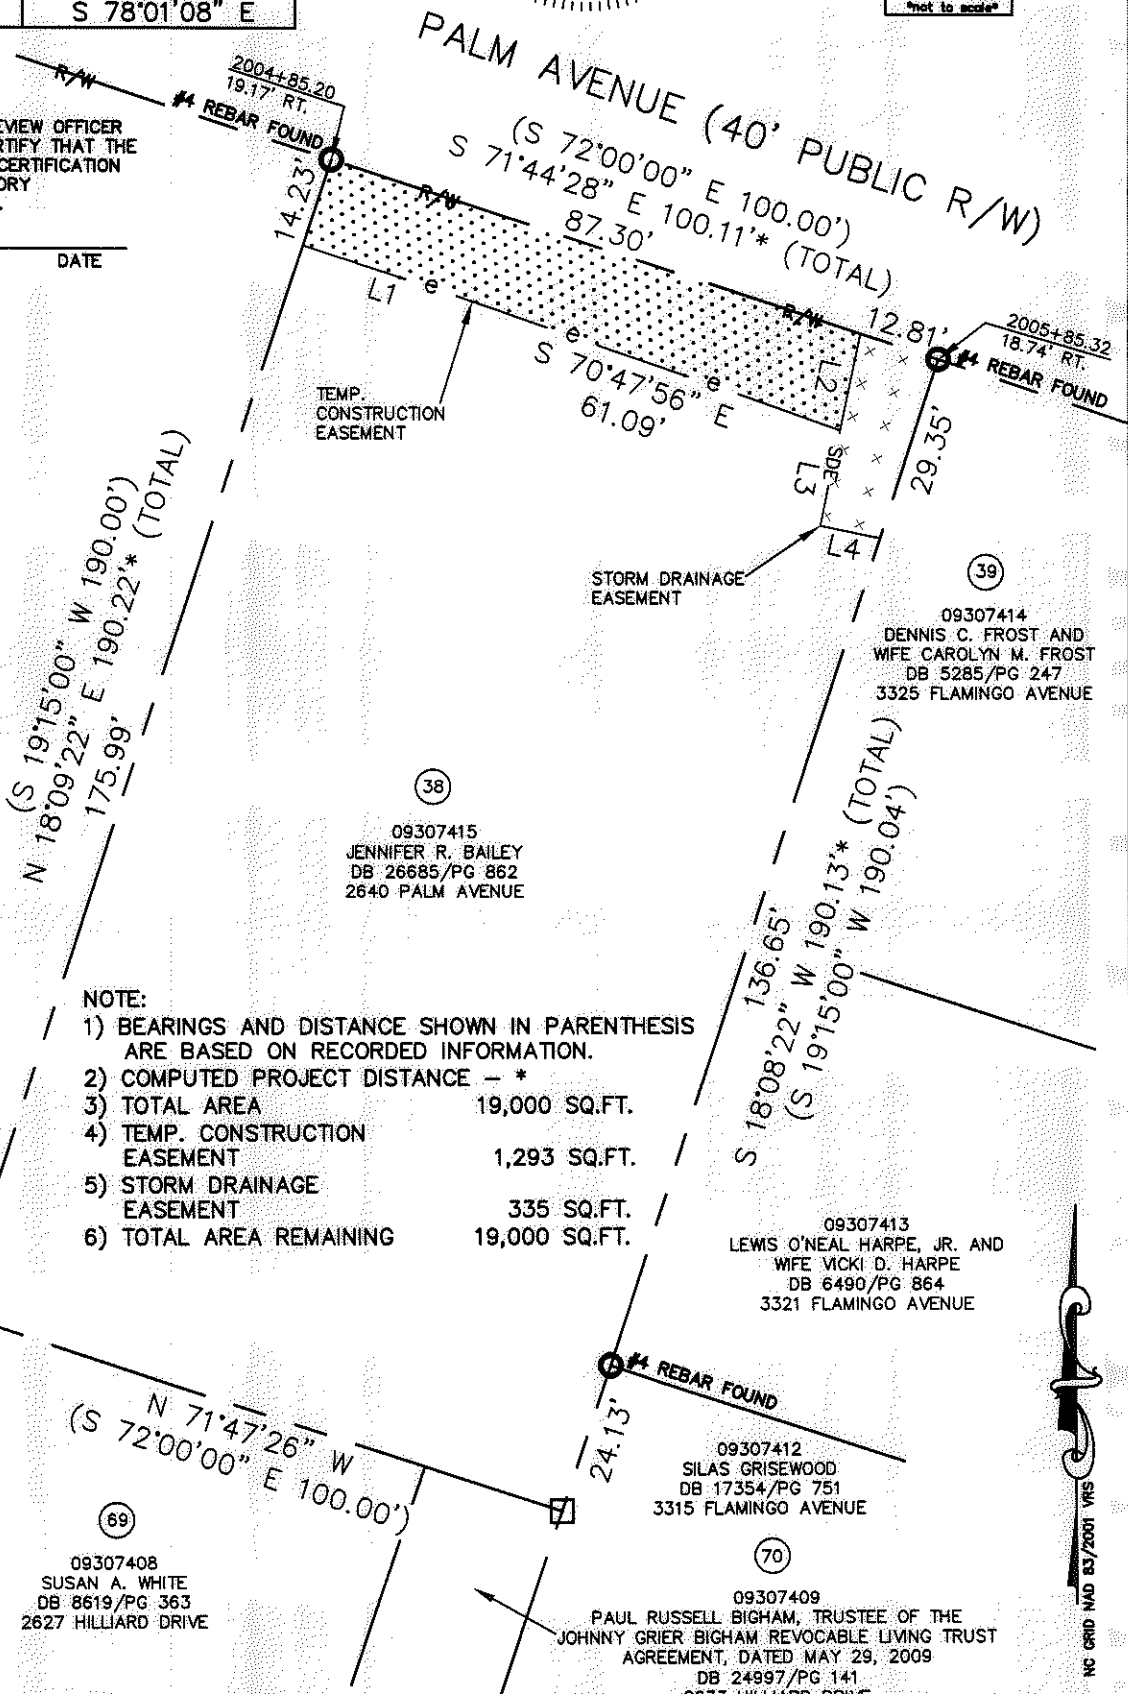 S 78°01'08" E
*not to scale*
PALM AVENUE (40' PUBLIC R/W)
(S 72°00'00" E 100.00')
S 71°44'28" E 100.11'* (TOTAL)
87.30'
R/W
#4 REBAR FOUND
2004+85.20
19.17' RT.
EVIEW OFFICER
RTIFY THAT THE
CERTIFICATION
ORY
DATE
14.23'
R/W
R/W
12.81'
2005+85.32
18.74' RT.
#4 REBAR FOUND
L1
e
e
e
S 70°47'56" E
61.09'
L2
TEMP.
CONSTRUCTION
EASEMENT
SDE
L3
29.35'
L4
STORM DRAINAGE
EASEMENT
(S 19°15'00" W 190.00')
N 18°09'22" E 190.22'* (TOTAL)
175.99'
39
09307414
DENNIS C. FROST AND
WIFE CAROLYN M. FROST
DB 5285/PG 247
3325 FLAMINGO AVENUE
38
09307415
JENNIFER R. BAILEY
DB 26685/PG 862
2640 PALM AVENUE
136.65'
S 18°08'22" W 190.13'* (TOTAL)
(S 19°15'00" W 190.04')
NOTE:
1) BEARINGS AND DISTANCE SHOWN IN PARENTHESIS
ARE BASED ON RECORDED INFORMATION.
2) COMPUTED PROJECT DISTANCE – *
3) TOTAL AREA 19,000 SQ.FT.
4) TEMP. CONSTRUCTION
EASEMENT 1,293 SQ.FT.
5) STORM DRAINAGE
EASEMENT 335 SQ.FT.
6) TOTAL AREA REMAINING 19,000 SQ.FT.
09307413
LEWIS O'NEAL HARPE, JR. AND
WIFE VICKI D. HARPE
DB 6490/PG 864
3321 FLAMINGO AVENUE
#4 REBAR FOUND
24.13'
N 71°47'26" W
(S 72°00'00" E 100.00')
09307412
SILAS GRISEWOOD
DB 17354/PG 751
3315 FLAMINGO AVENUE
69
09307408
SUSAN A. WHITE
DB 8619/PG 363
2627 HILLIARD DRIVE
70
09307409
PAUL RUSSELL BIGHAM, TRUSTEE OF THE
JOHNNY GRIER BIGHAM REVOCABLE LIVING TRUST
AGREEMENT, DATED MAY 29, 2009
DB 24997/PG 141
HILLIARD DRIVE
NC GRID NAD 83/2001 VRS